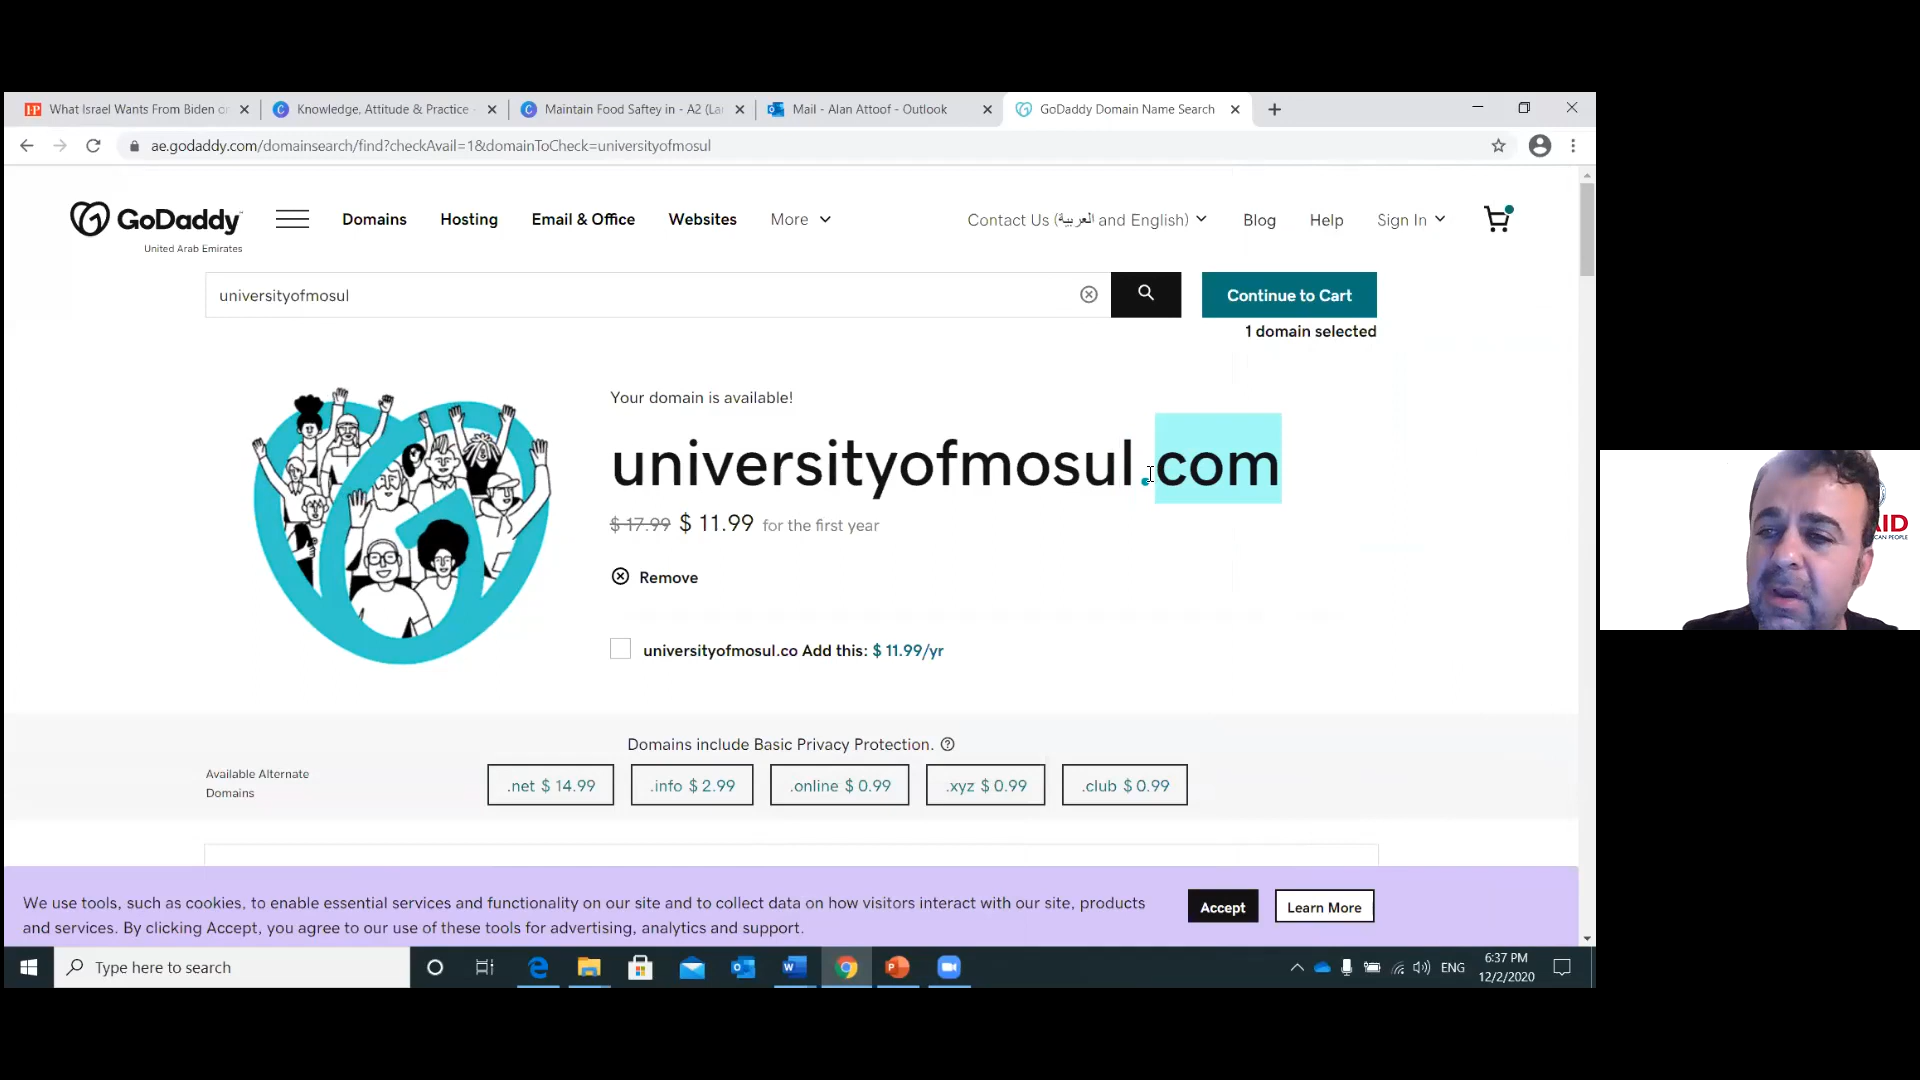 What Israel Wants From Biden or
Knowledge, Attitude & Practice
Maintain Food Saftey in - A2 (La
Mail - Alan Attoof - Outlook
GoDaddy Domain Name Search
ae.godaddy.com/domainsearch/find?checkAvail=1&domainToCheck=universityofmosul
GoDaddy
United Arab Emirates
Domains
Hosting
Email & Office
Websites
More
Contact Us (العربية and English)
Blog
Help
Sign In
universityofmosul
Continue to Cart
1 domain selected
Your domain is available!
universityofmosul.com
$ 17.99 $ 11.99 for the first year
Remove
universityofmosul.co Add this: $ 11.99/yr
Domains include Basic Privacy Protection.
Available Alternate
Domains
.net $ 14.99
.info $ 2.99
.online $ 0.99
.xyz $ 0.99
.club $ 0.99
We use tools, such as cookies, to enable essential services and functionality on our site and to collect data on how visitors interact with our site, products
and services. By clicking Accept, you agree to our use of these tools for advertising, analytics and support.
Accept
Learn More
Type here to search
ENG
6:37 PM
12/2/2020
AID
CAN PEOPLE